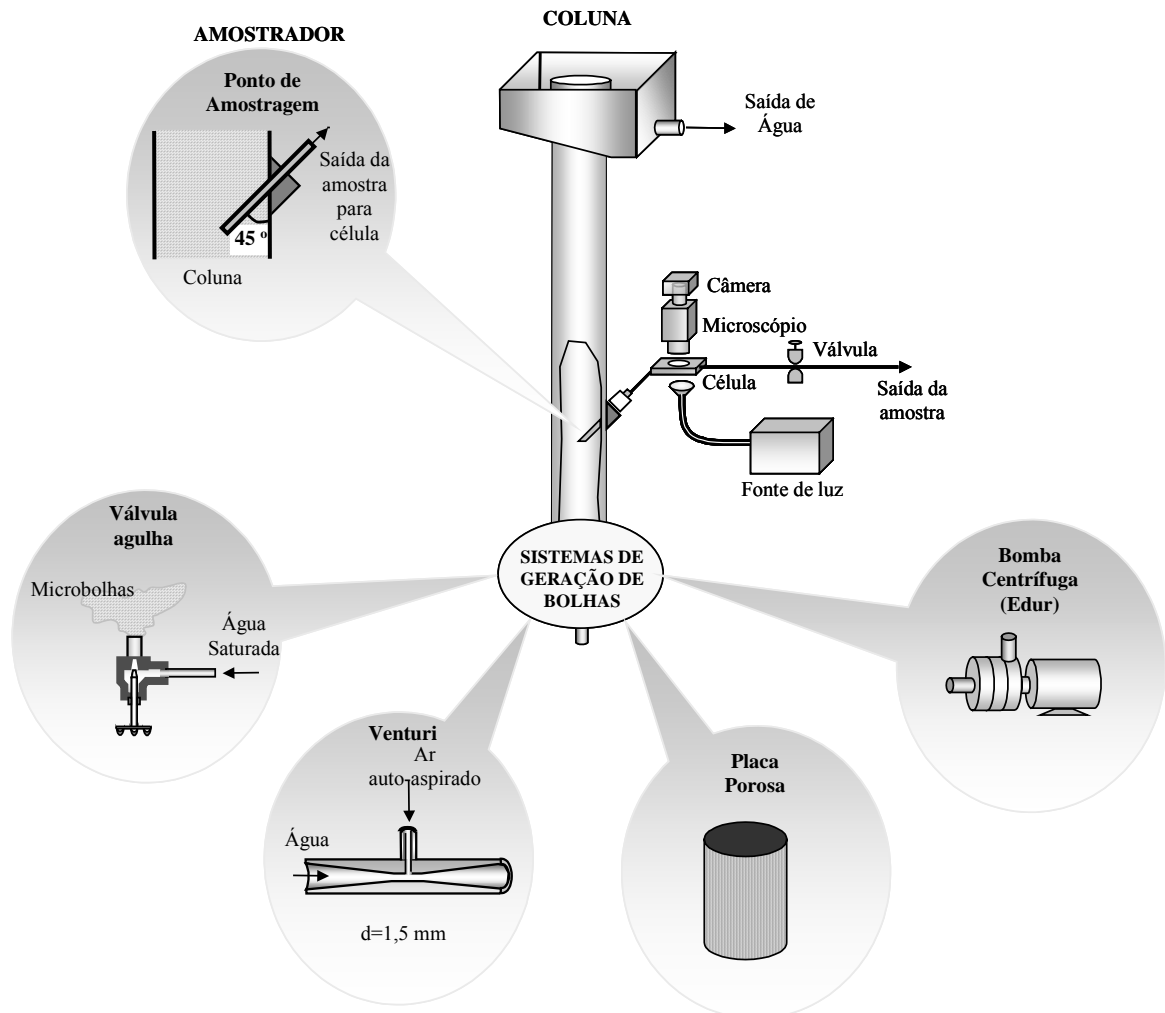 COLUNA
AMOSTRADOR
Ponto de
Amostragem
Saída da
amostra
para
célula
45 º
Coluna
Saída de
Água
Câmera
Microscópio
Válvula
Célula
Saída da
amostra
Fonte de luz
SISTEMAS DE
GERAÇÃO DE
BOLHAS
Válvula
agulha
Microbolhas
Água
Saturada
Venturi
Ar
auto-aspirado
Água
d=1,5 mm
Placa
Porosa
Bomba
Centrífuga
(Edur)